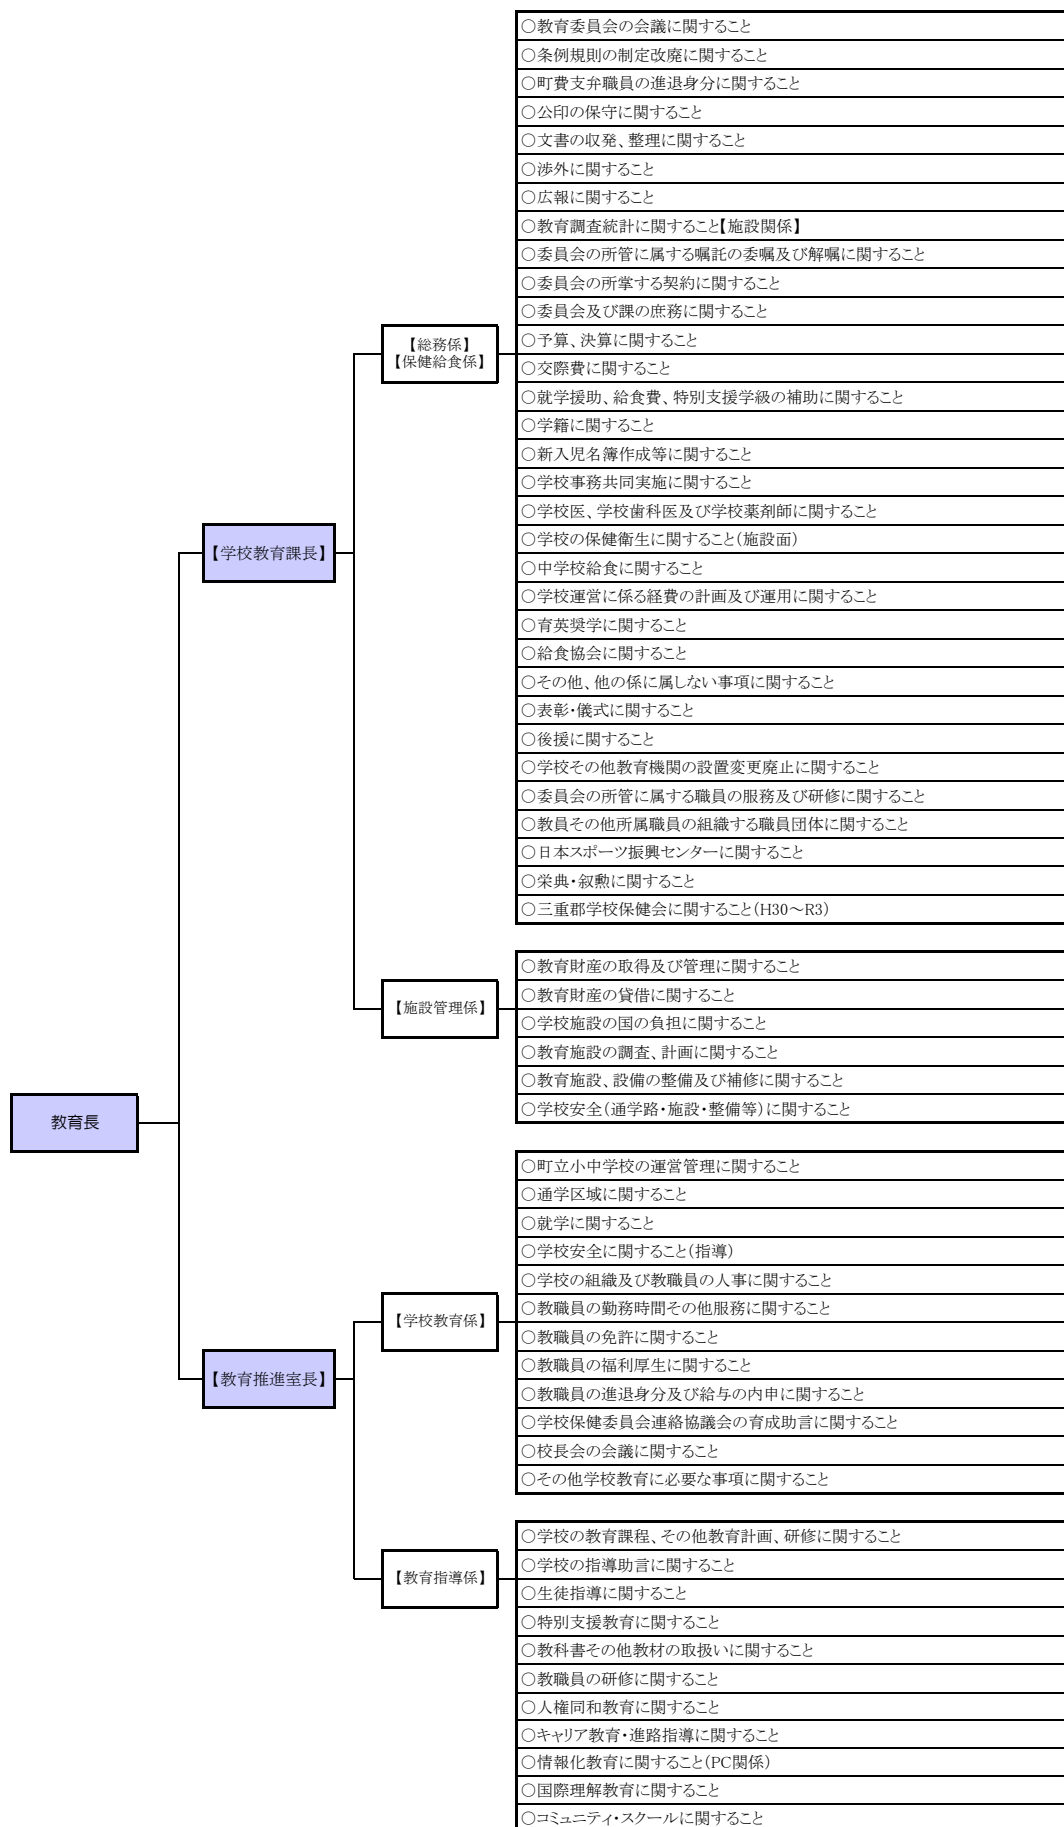 教育長
【学校教育課長】
【総務係】
【保健給食係】
○教育委員会の会議に関すること
○条例規則の制定改廃に関すること
○町費支弁職員の進退身分に関すること
○公印の保守に関すること
○文書の収発、整理に関すること
○渉外に関すること
○広報に関すること
○教育調査統計に関すること【施設関係】
○委員会の所管に属する嘱託の委嘱及び解嘱に関すること
○委員会の所掌する契約に関すること
○委員会及び課の庶務に関すること
○予算、決算に関すること
○交際費に関すること
○就学援助、給食費、特別支援学級の補助に関すること
○学籍に関すること
○新入児名簿作成等に関すること
○学校事務共同実施に関すること
○学校医、学校歯科医及び学校薬剤師に関すること
○学校の保健衛生に関すること（施設面）
○中学校給食に関すること
○学校運営に係る経費の計画及び運用に関すること
○育英奨学に関すること
○給食協会に関すること
○その他、他の係に属しない事項に関すること
○表彰・儀式に関すること
○後援に関すること
○学校その他教育機関の設置変更廃止に関すること
○委員会の所管に属する職員の服務及び研修に関すること
○教員その他所属職員の組織する職員団体に関すること
○日本スポーツ振興センターに関すること
○栄典・叙勲に関すること
○三重郡学校保健会に関すること（H30～R3）
【施設管理係】
○教育財産の取得及び管理に関すること
○教育財産の貸借に関すること
○学校施設の国の負担に関すること
○教育施設の調査、計画に関すること
○教育施設、設備の整備及び補修に関すること
○学校安全（通学路・施設・整備等）に関すること
【教育推進室長】
【学校教育係】
○町立小中学校の運営管理に関すること
○通学区域に関すること
○就学に関すること
○学校安全に関すること（指導）
○学校の組織及び教職員の人事に関すること
○教職員の勤務時間その他服務に関すること
○教職員の免許に関すること
○教職員の福利厚生に関すること
○教職員の進退身分及び給与の内申に関すること
○学校保健委員会連絡協議会の育成助言に関すること
○校長会の会議に関すること
○その他学校教育に必要な事項に関すること
【教育指導係】
○学校の教育課程、その他教育計画、研修に関すること
○学校の指導助言に関すること
○生徒指導に関すること
○特別支援教育に関すること
○教科書その他教材の取扱いに関すること
○教職員の研修に関すること
○人権同和教育に関すること
○キャリア教育・進路指導に関すること
○情報化教育に関すること（PC関係）
○国際理解教育に関すること
○コミュニティ・スクールに関すること